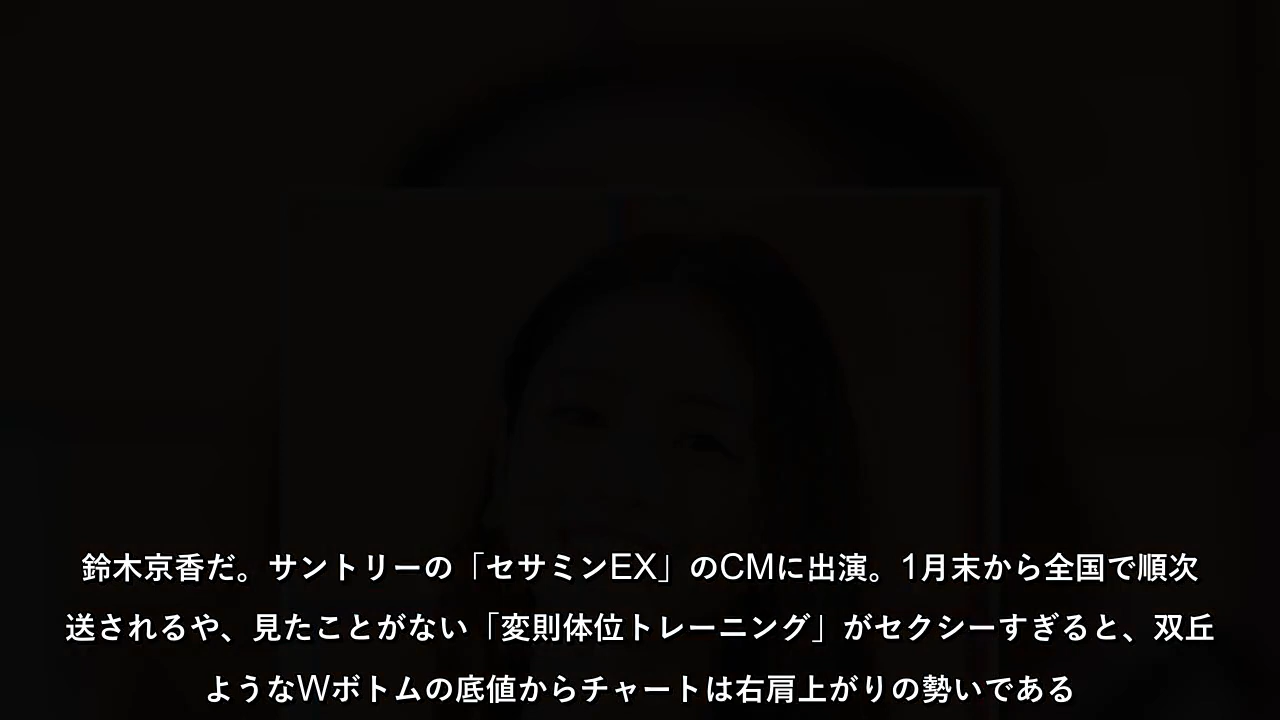 鈴木京香だ。サントリーの「セサミンEX」のCMに出演。1月末から全国で順次
送されるや、見たことがない「変則体位トレーニング」がセクシーすぎると、双丘
ようなWボトムの底値からチャートは右肩上がりの勢いである